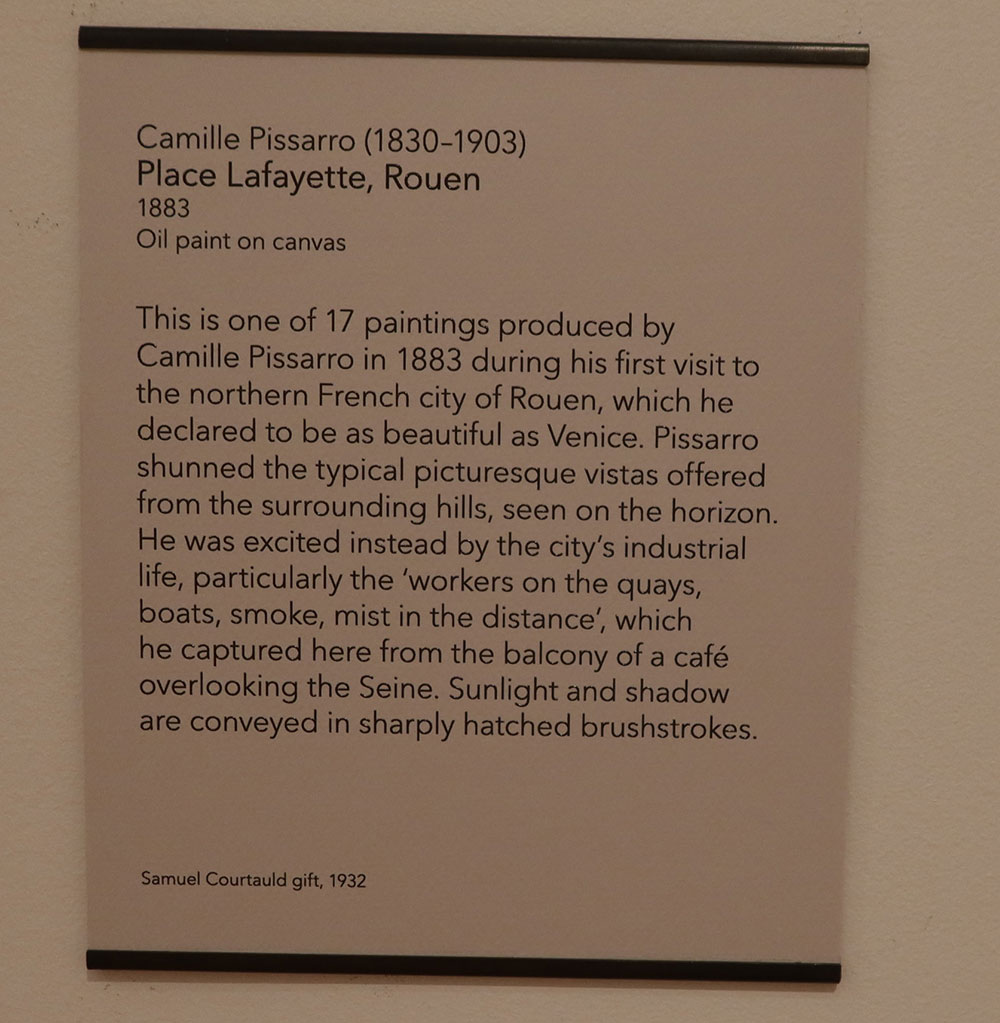 Camille Pissarro (1830–1903)
Place Lafayette, Rouen
1883
Oil paint on canvas
This is one of 17 paintings produced by
Camille Pissarro in 1883 during his first visit to
the northern French city of Rouen, which he
declared to be as beautiful as Venice. Pissarro
shunned the typical picturesque vistas offered
from the surrounding hills, seen on the horizon.
He was excited instead by the city’s industrial
life, particularly the ‘workers on the quays,
boats, smoke, mist in the distance’, which
he captured here from the balcony of a café
overlooking the Seine. Sunlight and shadow
are conveyed in sharply hatched brushstrokes.
Samuel Courtauld gift, 1932